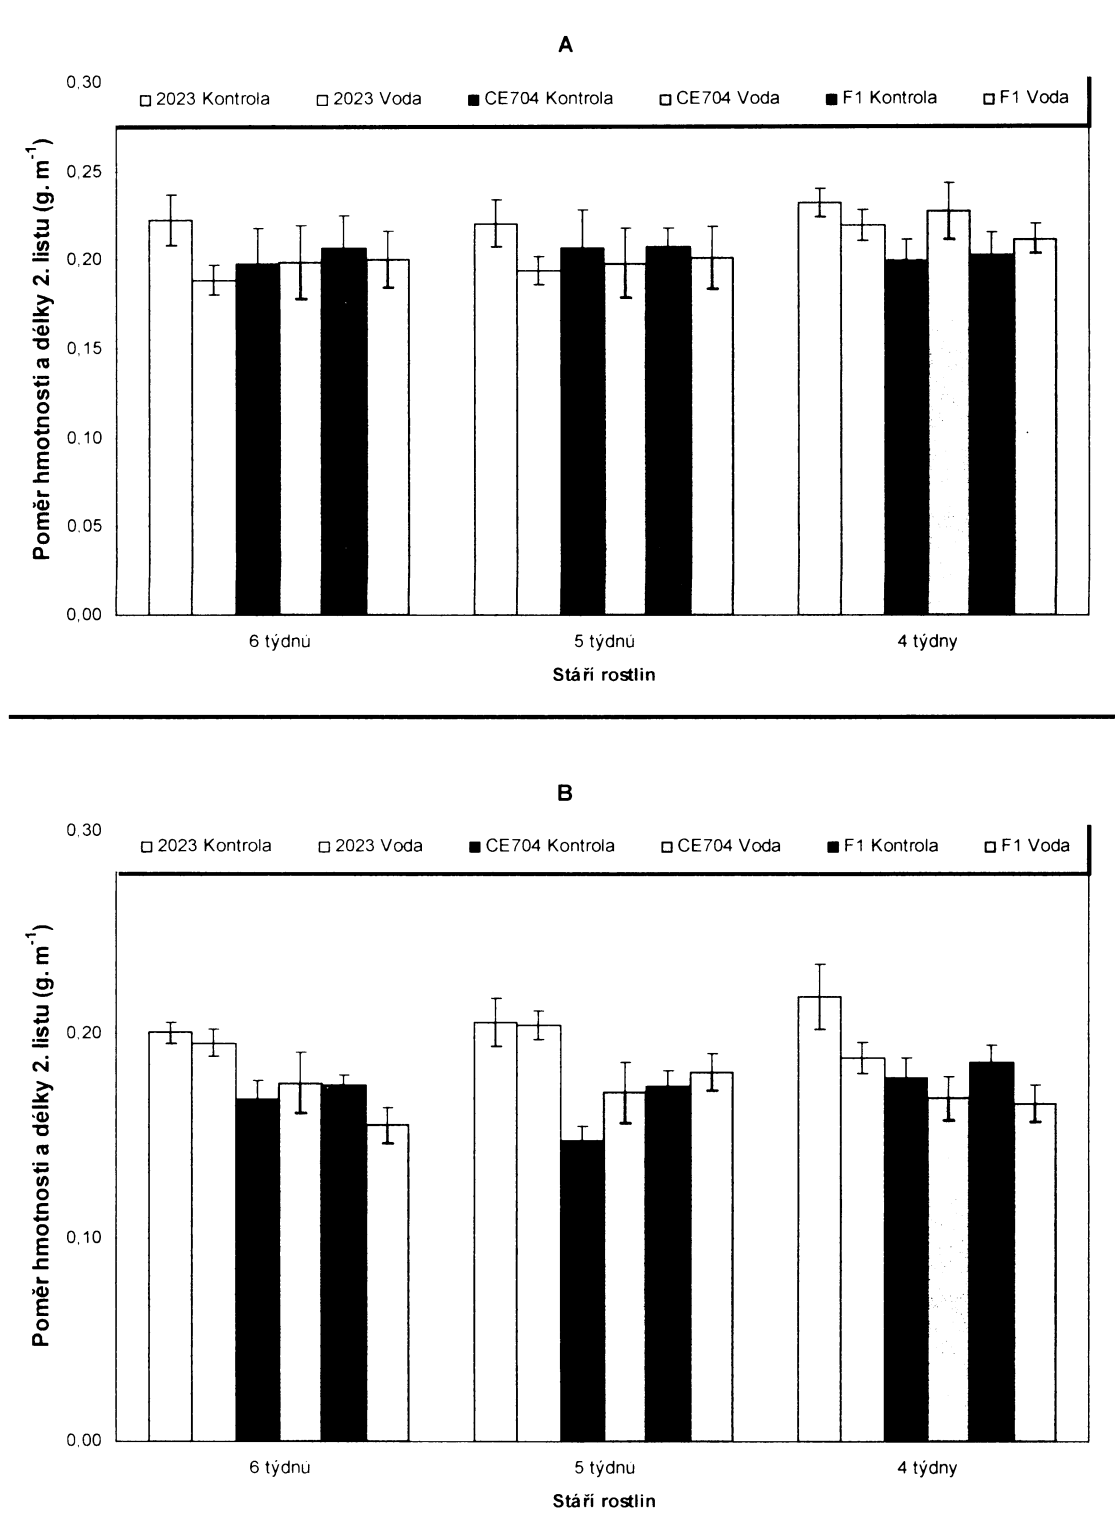 A
0,30
2023 Kontrola 2023 Voda CE704 Kontrola CE704 Voda F1 Kontrola F1 Voda
0,25
0,20
0,15
0,10
0,05
0,00
Poměr hmotnosti a délky 2. listu (g. m-1)
6 týdnů 5 týdnů 4 týdny
Stáří rostlin
B
0,30
2023 Kontrola 2023 Voda CE704 Kontrola CE704 Voda F1 Kontrola F1 Voda
0,20
0,10
0,00
Poměr hmotnosti a délky 2. listu (g. m-1)
6 týdnů 5 týdnů 4 týdny
Stáří rostlin